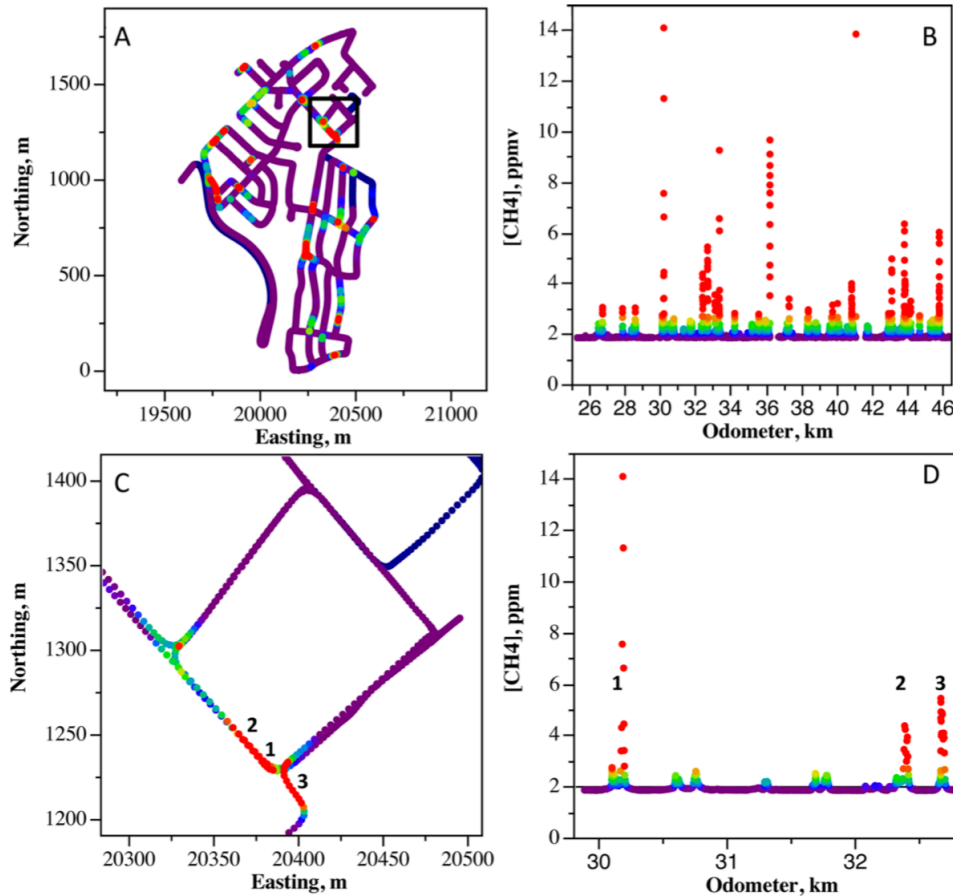 A
1500
1000
500
0
Northing, m
19500 20000 20500 21000
Easting, m
B
14
12
10
8
6
4
2
0
[CH4], ppmv
26 28 30 32 34 36 38 40 42 44 46
Odometer, km
C
1400
1350
1300
1250
1200
Northing, m
2
1
3
20300 20350 20400 20450 20500
Easting, m
D
14
12
10
8
6
4
2
0
[CH4], ppm
1 2 3
30 31 32
Odometer, km